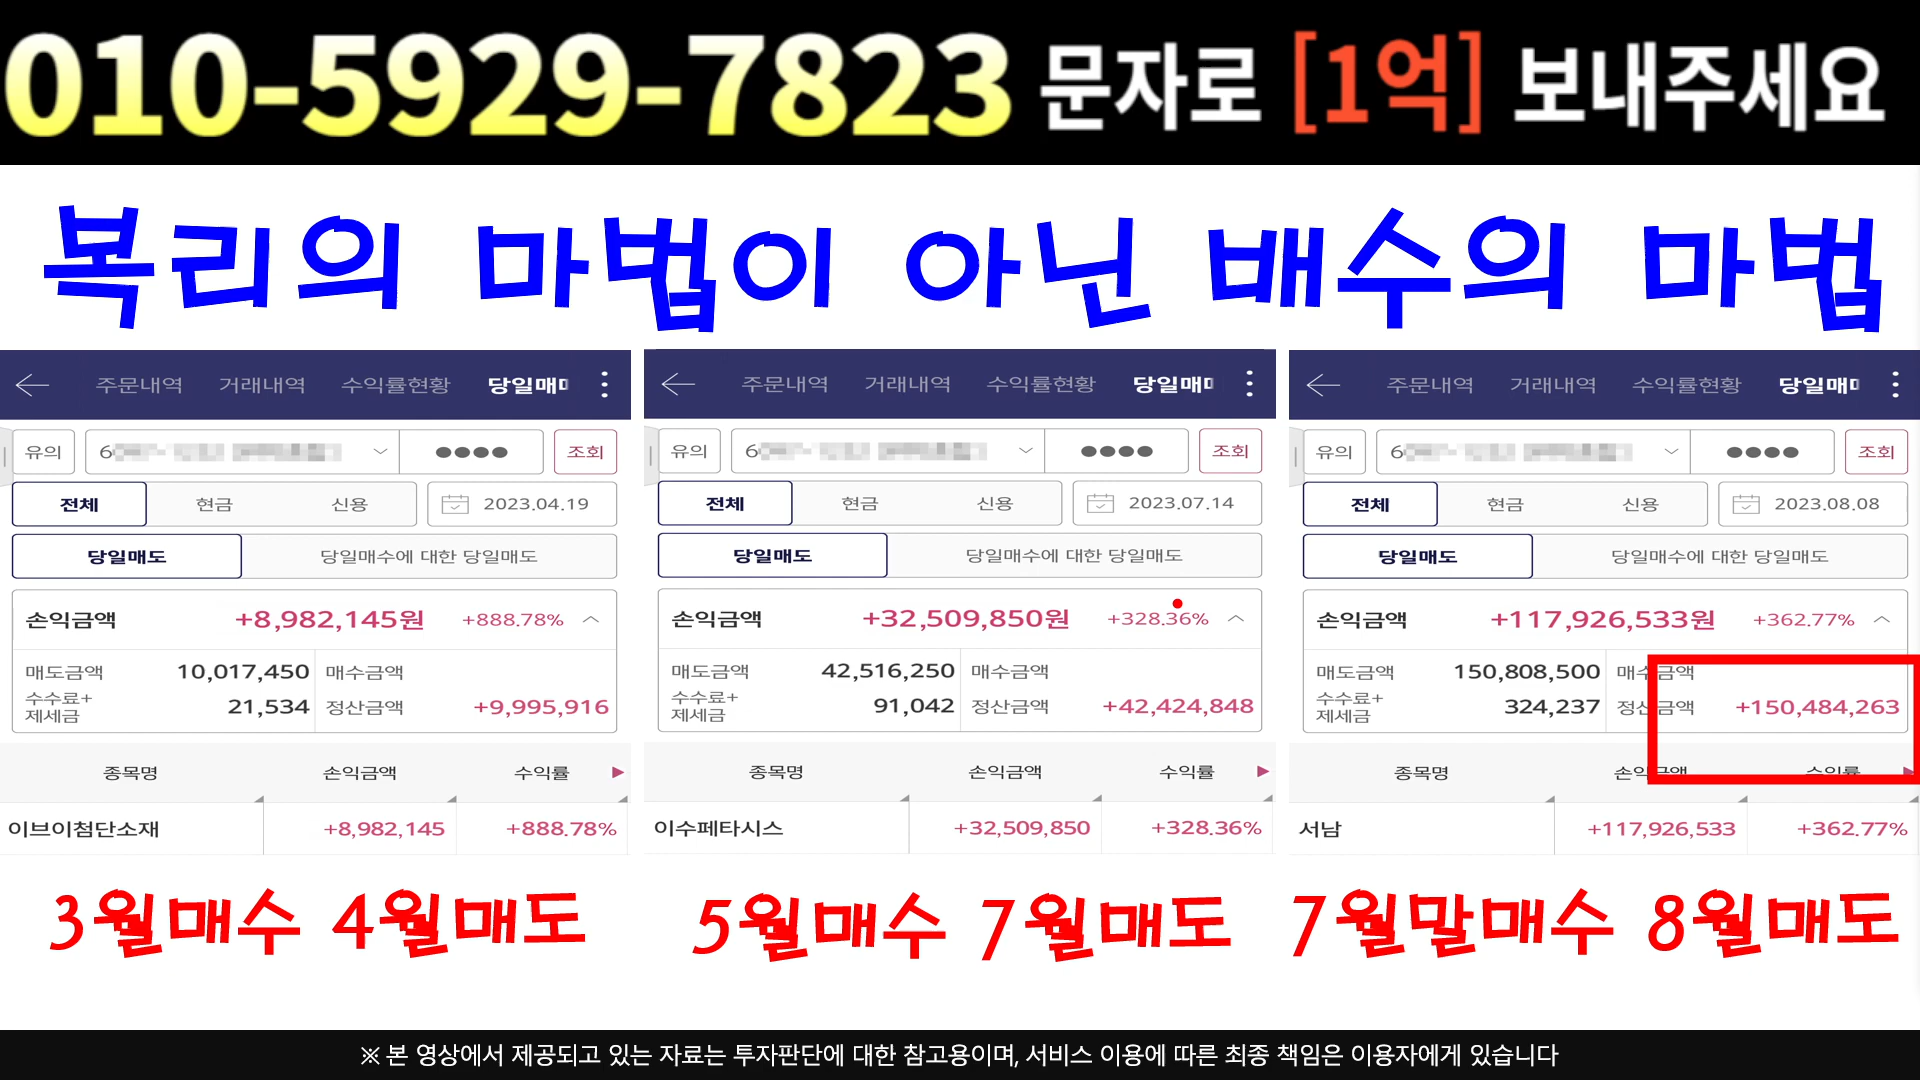 010-5929-7823 문자로 [1억] 보내주세요
복리의 마법이 아닌 배수의 마법
주문내역 거래내역 수익률현황 당일매
유의 6 ●●●● 조회
전체 현금 신용 2023.04.19
당일매도 당일매수에 대한 당일매도
손익금액 +8,982,145원 +888.78%
매도금액 10,017,450 매수금액
수수료+
제세금 21,534 정산금액 +9,995,916
종목명 손익금액 수익률
이브이첨단소재 +8,982,145 +888.78%
3월매수 4월매도
주문내역 거래내역 수익률현황 당일매
유의 6 ●●●● 조회
전체 현금 신용 2023.07.14
당일매도 당일매수에 대한 당일매도
손익금액 +32,509,850원 +328.36%
매도금액 42,516,250 매수금액
수수료+
제세금 91,042 정산금액 +42,424,848
종목명 손익금액 수익률
이수페타시스 +32,509,850 +328.36%
5월매수 7월매도
주문내역 거래내역 수익률현황 당일매
유의 6 ●●●● 조회
전체 현금 신용 2023.08.08
당일매도 당일매수에 대한 당일매도
손익금액 +117,926,533원 +362.77%
매도금액 150,808,500 매수금액
수수료+
제세금 324,237 정산금액 +150,484,263
종목명 손익금액 수익률
서남 +117,926,533 +362.77%
7월말매수 8월매도
※ 본 영상에서 제공되고 있는 자료는 투자판단에 대한 참고용이며, 서비스 이용에 따른 최종 책임은 이용자에게 있습니다